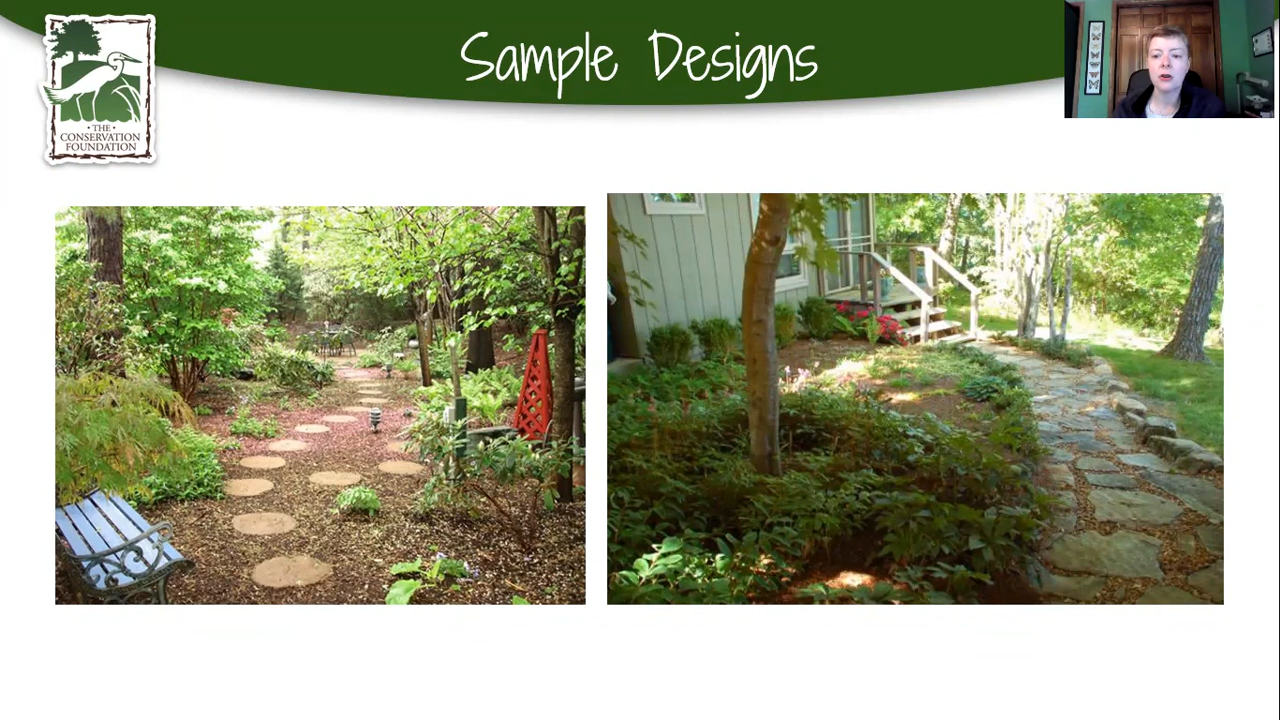 Sample Designs
• THE •
CONSERVATION
FOUNDATION